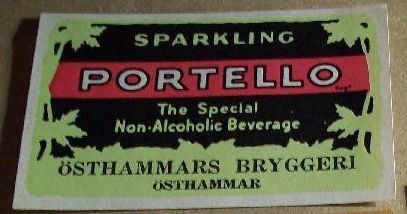 SPARKLING
PORTELLO
The Special
Non-Alcoholic Beverage
ÖSTHAMMARS BRYGGERI
ÖSTHAMMAR